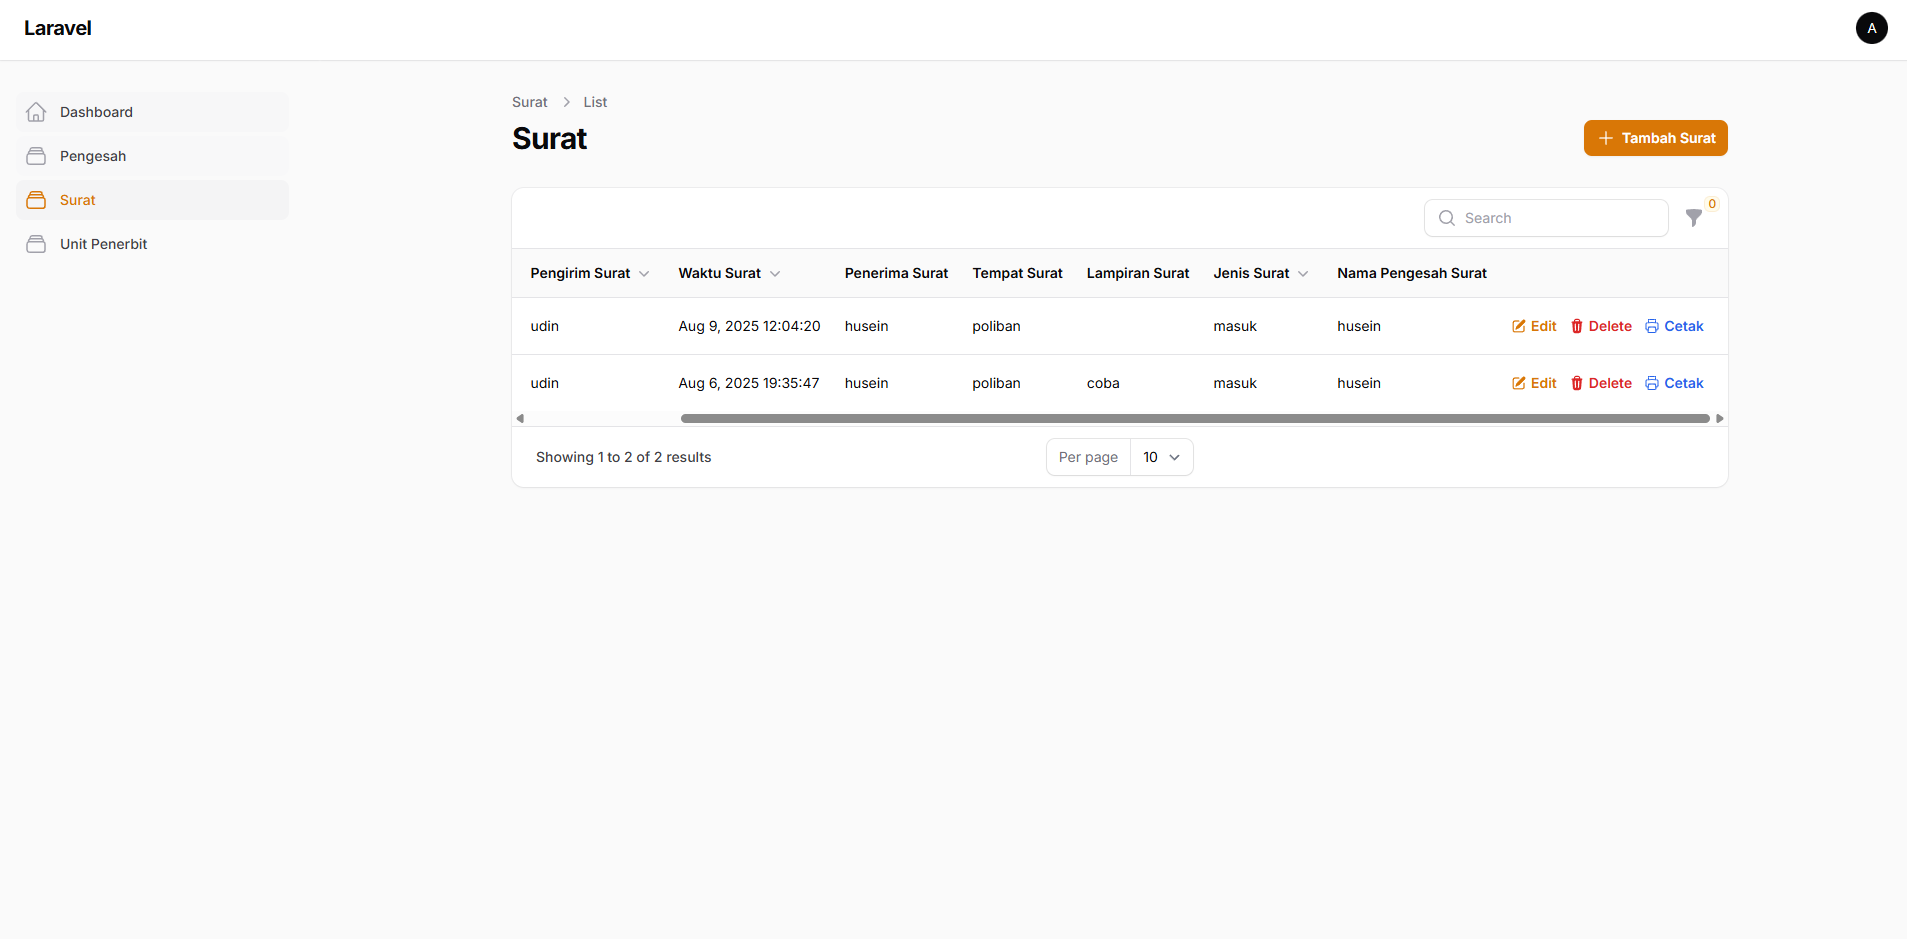 Laravel
A
Dashboard
Pengesah
Surat
Unit Penerbit
Surat > List
Surat
Tambah Surat
Search
0
Pengirim Surat Waktu Surat Penerima Surat Tempat Surat Lampiran Surat Jenis Surat Nama Pengesah Surat
udin Aug 9, 2025 12:04:20 husein poliban masuk husein Edit Delete Cetak
udin Aug 6, 2025 19:35:47 husein poliban coba masuk husein Edit Delete Cetak
Showing 1 to 2 of 2 results
Per page 10